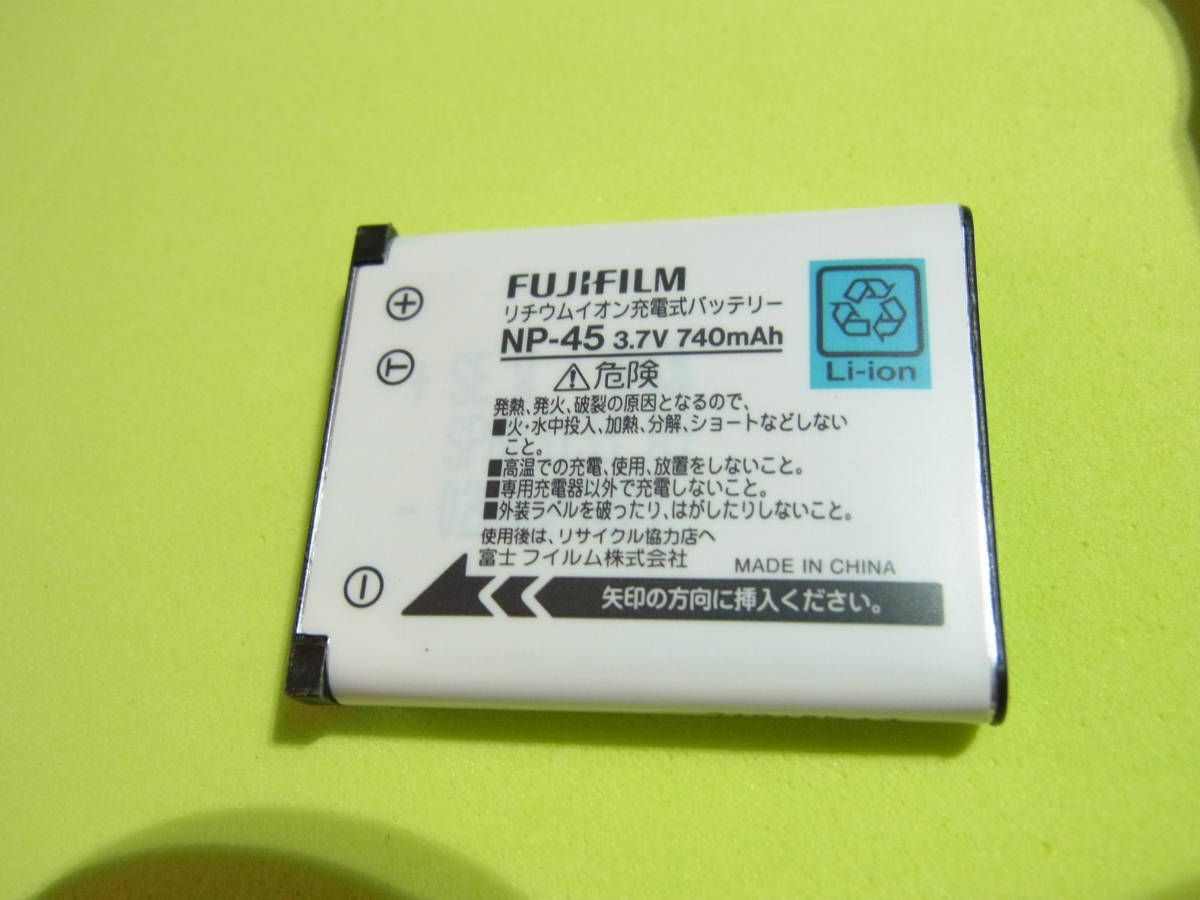 FUJIFILM
リチウムイオン充電式バッテリー
NP-45 3.7V 740mAh
⚠危険
発熱、発火、破裂の原因となるので、
■火・水中投入、加熱、分解、ショートなどしない
こと。
■高温での充電、使用、放置をしないこと。
■専用充電器以外で充電しないこと。
■外装ラベルを破ったり、はがしたりしないこと。
使用後は、リサイクル協力店へ
富士フイルム株式会社
MADE IN CHINA
矢印の方向に挿入ください。
Li-ion
+
T
−